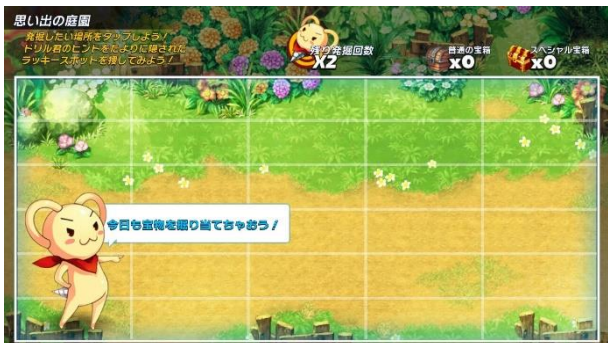 思い出の庭園
発掘したい場所をタップしよう!
ドリル君のヒントをたよりに隠された
ラッキースポットを探してみよう!
残り発掘回数
X2
普通の宝箱
X0
スペシャル宝箱
X0
今日も宝物を掘り当てちゃおう!